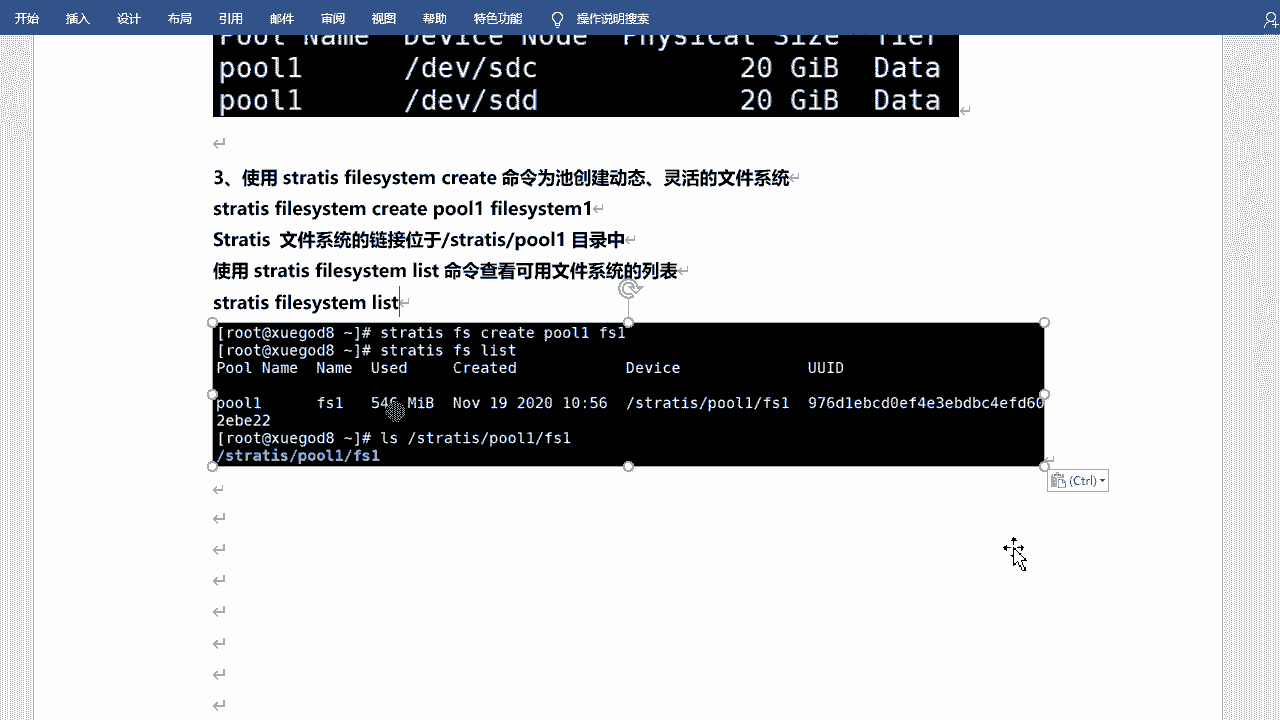 开始 插入 设计 布局 引用 邮件 审阅 视图 帮助 特色功能 操作说明搜索
Pool Name Device Node Physical Size Tier
pool1 /dev/sdc 20 GiB Data
pool1 /dev/sdd 20 GiB Data
3、使用 stratis filesystem create 命令为池创建动态、灵活的文件系统
stratis filesystem create pool1 filesystem1
Stratis 文件系统的链接位于/stratis/pool1 目录中
使用 stratis filesystem list 命令查看可用文件系统的列表
stratis filesystem list
[root@xuegod8 ~]# stratis fs create pool1 fs1
[root@xuegod8 ~]# stratis fs list
Pool Name Name Used Created Device UUID
pool1 fs1 546 MiB Nov 19 2020 10:56 /stratis/pool1/fs1 976d1ebcd0ef4e3ebdbc4efd60
2ebe22
[root@xuegod8 ~]# ls /stratis/pool1/fs1
/stratis/pool1/fs1
(Ctrl)